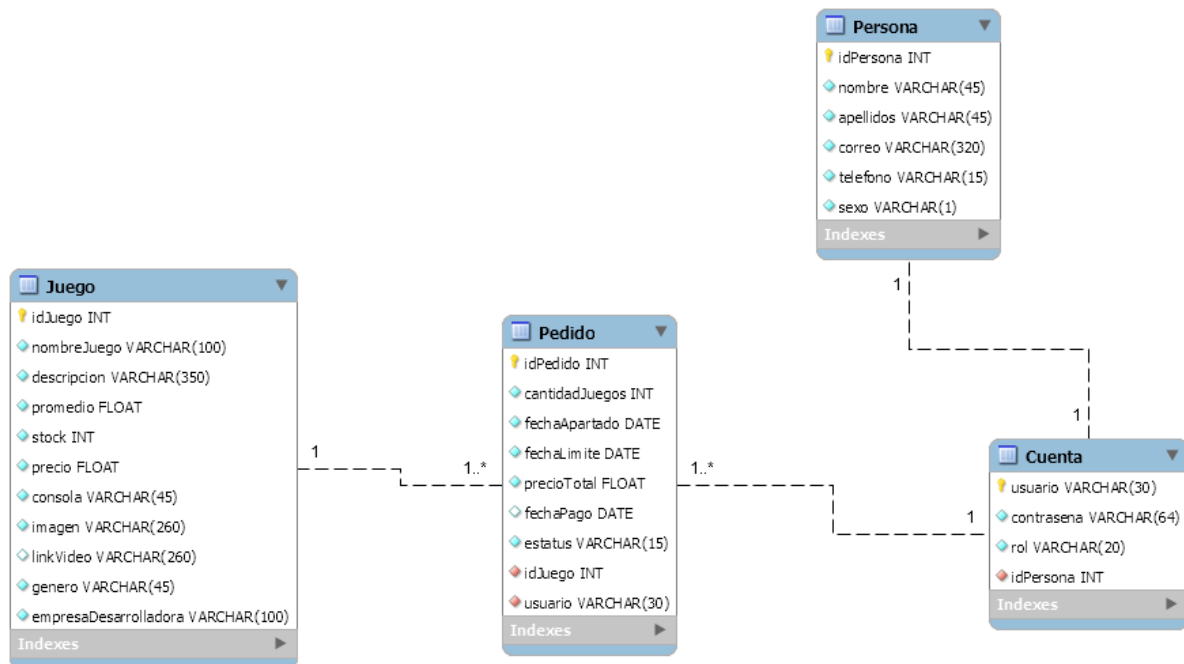 Persona
idPersona INT
nombre VARCHAR(45)
apellidos VARCHAR(45)
correo VARCHAR(320)
telefono VARCHAR(15)
sexo VARCHAR(1)
Indexes
1
1
Juego
idJuego INT
nombreJuego VARCHAR(100)
descripcion VARCHAR(350)
promedio FLOAT
stock INT
precio FLOAT
consola VARCHAR(45)
imagen VARCHAR(260)
linkVideo VARCHAR(260)
genero VARCHAR(45)
empresaDesarrolladora VARCHAR(100)
Indexes
1
1..*
Pedido
idPedido INT
cantidadJuegos INT
fechaApartado DATE
fechaLimite DATE
precioTotal FLOAT
fechaPago DATE
estatus VARCHAR(15)
idJuego INT
usuario VARCHAR(30)
Indexes
1..*
1
Cuenta
usuario VARCHAR(30)
contrasena VARCHAR(64)
rol VARCHAR(20)
idPersona INT
Indexes